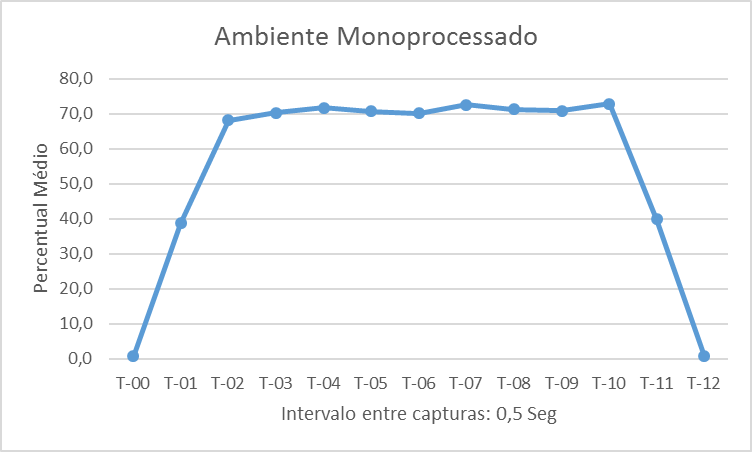 Ambiente Monoprocessado
Percentual Médio
80,0
70,0
60,0
50,0
40,0
30,0
20,0
10,0
0,0
T-00 T-01 T-02 T-03 T-04 T-05 T-06 T-07 T-08 T-09 T-10 T-11 T-12
Intervalo entre capturas: 0,5 Seg